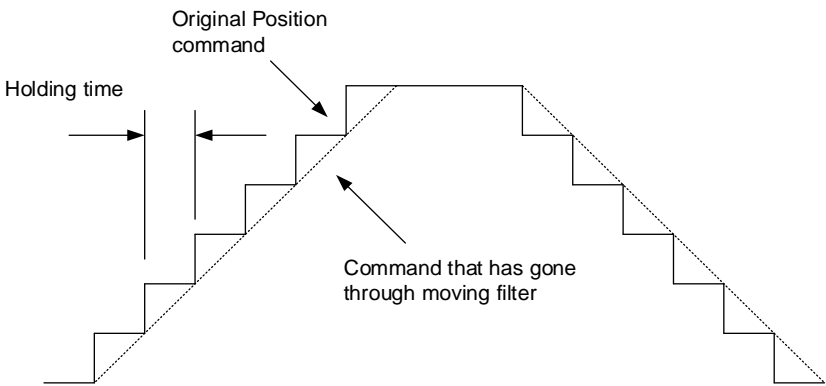 Original Position
command
Holding time
Command that has gone
through moving filter